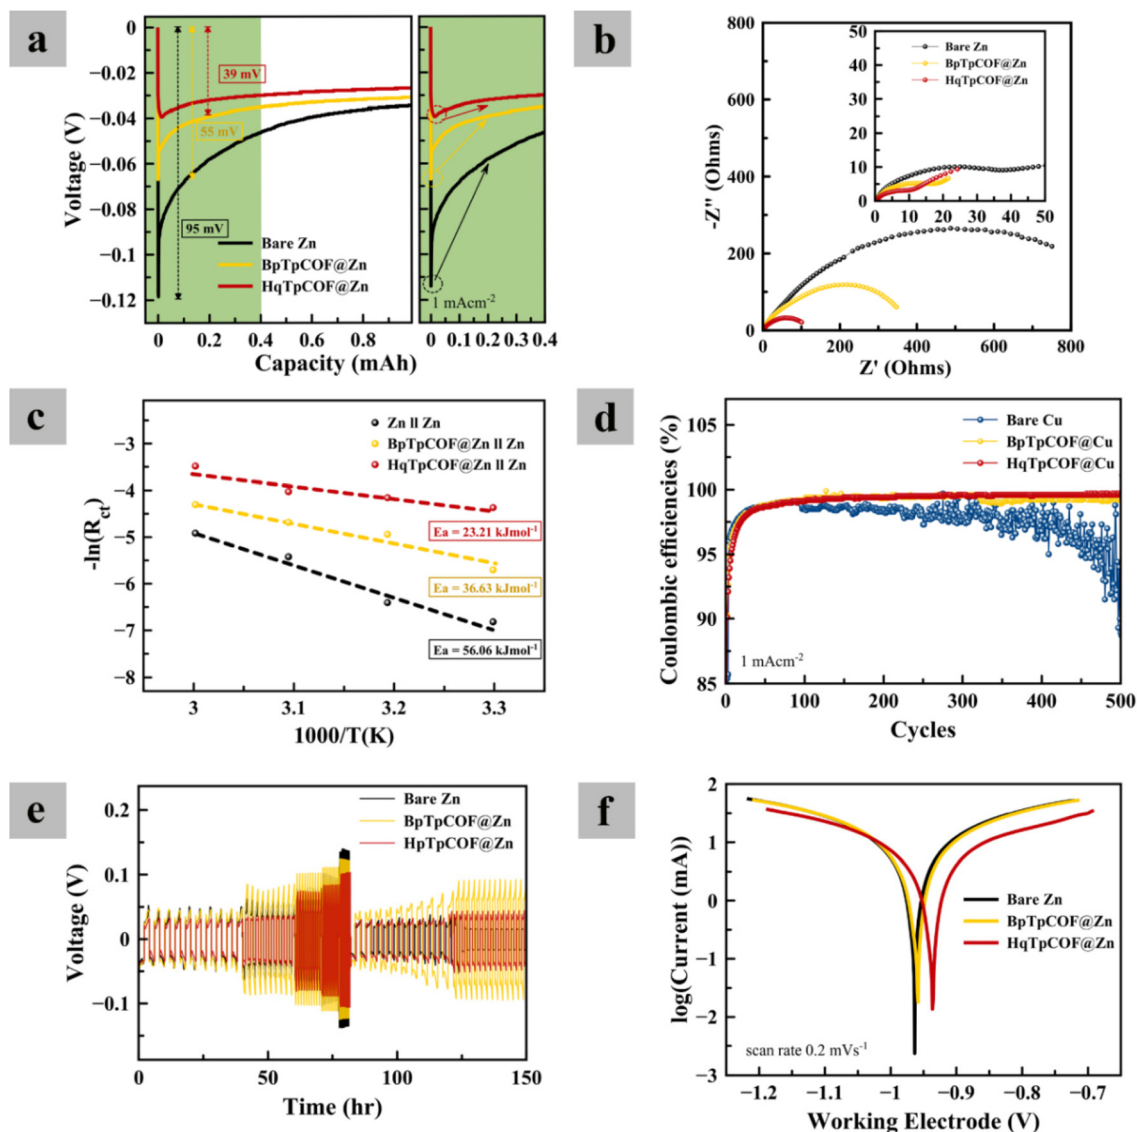 a
0
−0.02
−0.04
−0.06
−0.08
−0.1
−0.12
Voltage (V)
39 mV
55 mV
95 mV
Bare Zn
BpTpCOF@Zn
HqTpCOF@Zn
1 mAcm⁻²
0 0.2 0.4 0.6 0.8
0 0.1 0.2 0.3 0.4
Capacity (mAh)
b
800
600
400
200
0
-Z'' (Ohms)
50
40
30
20
10
0
Bare Zn
BpTpCOF@Zn
HqTpCOF@Zn
0 10 20 30 40 50
0 200 400 600 800
Z' (Ohms)
c
−3
−4
−5
−6
−7
−8
-ln(Rct)
Zn ll Zn
BpTpCOF@Zn ll Zn
HqTpCOF@Zn ll Zn
Ea = 23.21 kJmol⁻¹
Ea = 36.63 kJmol⁻¹
Ea = 56.06 kJmol⁻¹
3 3.1 3.2 3.3
1000/T(K)
d
105
100
95
90
85
Coulombic efficiencies (%)
Bare Cu
BpTpCOF@Cu
HqTpCOF@Cu
1 mAcm⁻²
0 100 200 300 400 500
Cycles
e
0.2
0.1
0
−0.1
Voltage (V)
Bare Zn
BpTpCOF@Zn
HpTpCOF@Zn
0 50 100 150
Time (hr)
f
2
1
0
−1
−2
−3
log(Current (mA))
Bare Zn
BpTpCOF@Zn
HqTpCOF@Zn
scan rate 0.2 mVs⁻¹
−1.2 −1.1 −1 −0.9 −0.8 −0.7
Working Electrode (V)